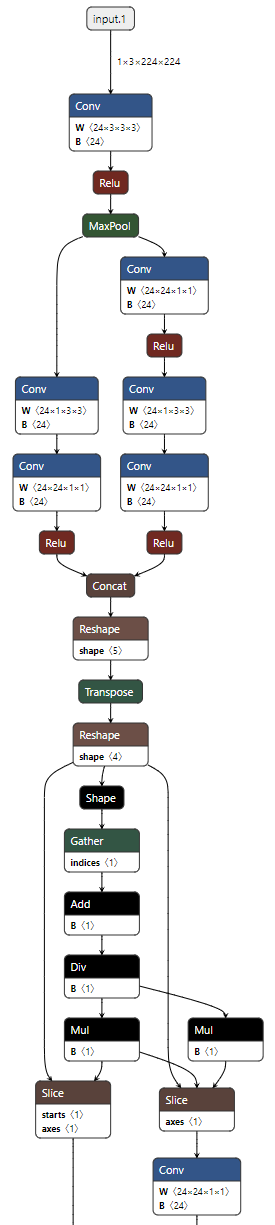 input.1
1×3×224×224
Conv
W ⟨24×3×3×3⟩
B ⟨24⟩
Relu
MaxPool
Conv
W ⟨24×24×1×1⟩
B ⟨24⟩
Relu
Conv
W ⟨24×1×3×3⟩
B ⟨24⟩
Conv
W ⟨24×1×3×3⟩
B ⟨24⟩
Conv
W ⟨24×24×1×1⟩
B ⟨24⟩
Conv
W ⟨24×24×1×1⟩
B ⟨24⟩
Relu
Relu
Concat
Reshape
shape ⟨5⟩
Transpose
Reshape
shape ⟨4⟩
Shape
Gather
indices ⟨1⟩
Add
B ⟨1⟩
Div
B ⟨1⟩
Mul
B ⟨1⟩
Mul
B ⟨1⟩
Slice
starts ⟨1⟩
axes ⟨1⟩
Slice
axes ⟨1⟩
Conv
W ⟨24×24×1×1⟩
B ⟨24⟩